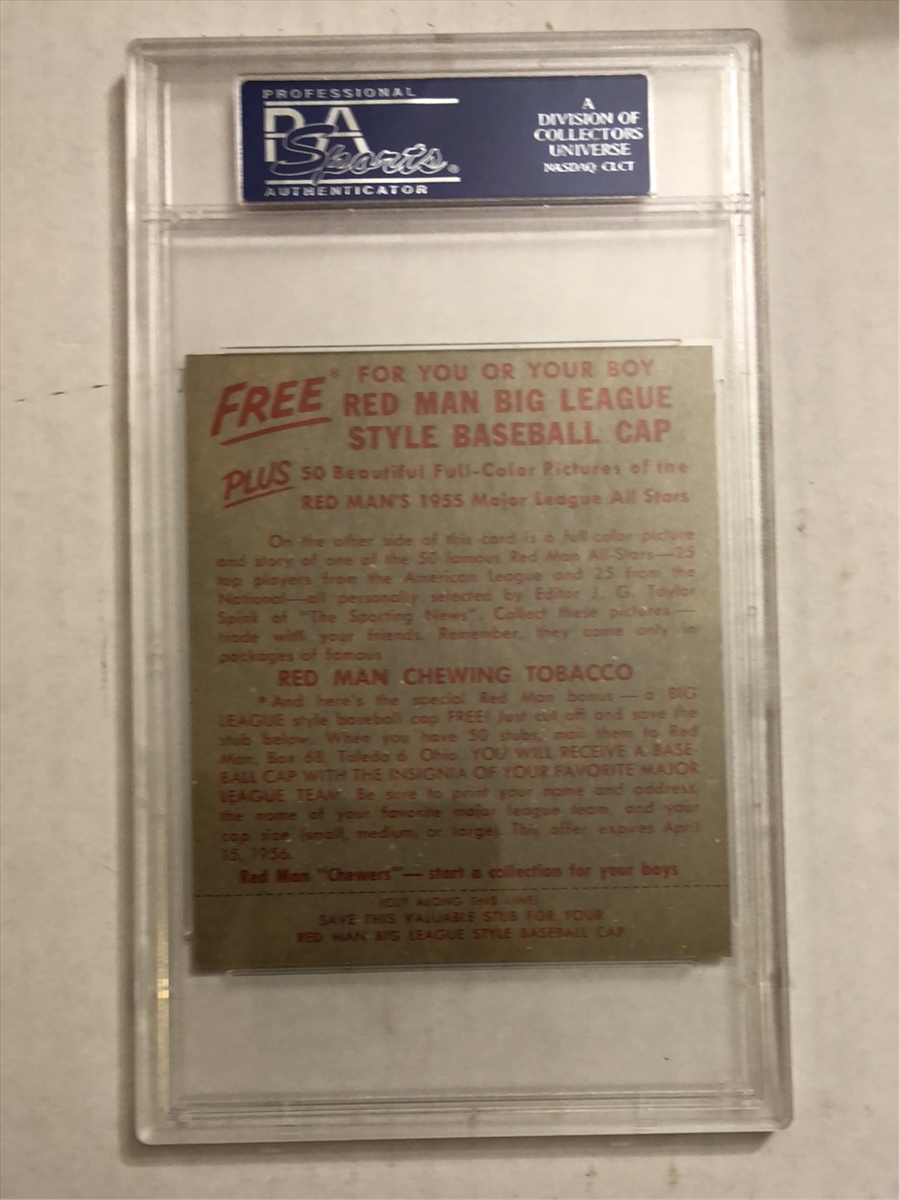 PROFESSIONAL
PSA
Sports
AUTHENTICATOR
A
DIVISION OF
COLLECTORS
UNIVERSE
NASDAQ: CLCT
FREE* FOR YOU OR YOUR BOY
RED MAN BIG LEAGUE
STYLE BASEBALL CAP
PLUS 50 Beautiful Full-Color Pictures of the
RED MAN'S 1955 Major League All Stars
On the other side of this card is a full-color picture
and story of one of the 50 famous Red Man All-Stars—25
top players from the American League and 25 from the
National—all personally selected by Editor J. G. Taylor
Spink of "The Sporting News". Collect these pictures—
trade with your friends. Remember, they come only in
packages of famous
RED MAN CHEWING TOBACCO
*And here's the special Red Man bonus—a BIG
LEAGUE style baseball cap FREE! Just cut off and save the
stub below. When you have 50 stubs, mail them to Red
Man, Box 68, Toledo 6, Ohio. YOU WILL RECEIVE A BASE-
BALL CAP WITH THE INSIGNIA OF YOUR FAVORITE MAJOR
LEAGUE TEAM. Be sure to print your name and address,
the name of your favorite major league team, and your
cap size (small, medium, or large). This offer expires April
15, 1956.
Red Man "Chewers"—start a collection for your boys
(CUT ALONG THIS LINE)
SAVE THIS VALUABLE STUB FOR YOUR
RED MAN BIG LEAGUE STYLE BASEBALL CAP